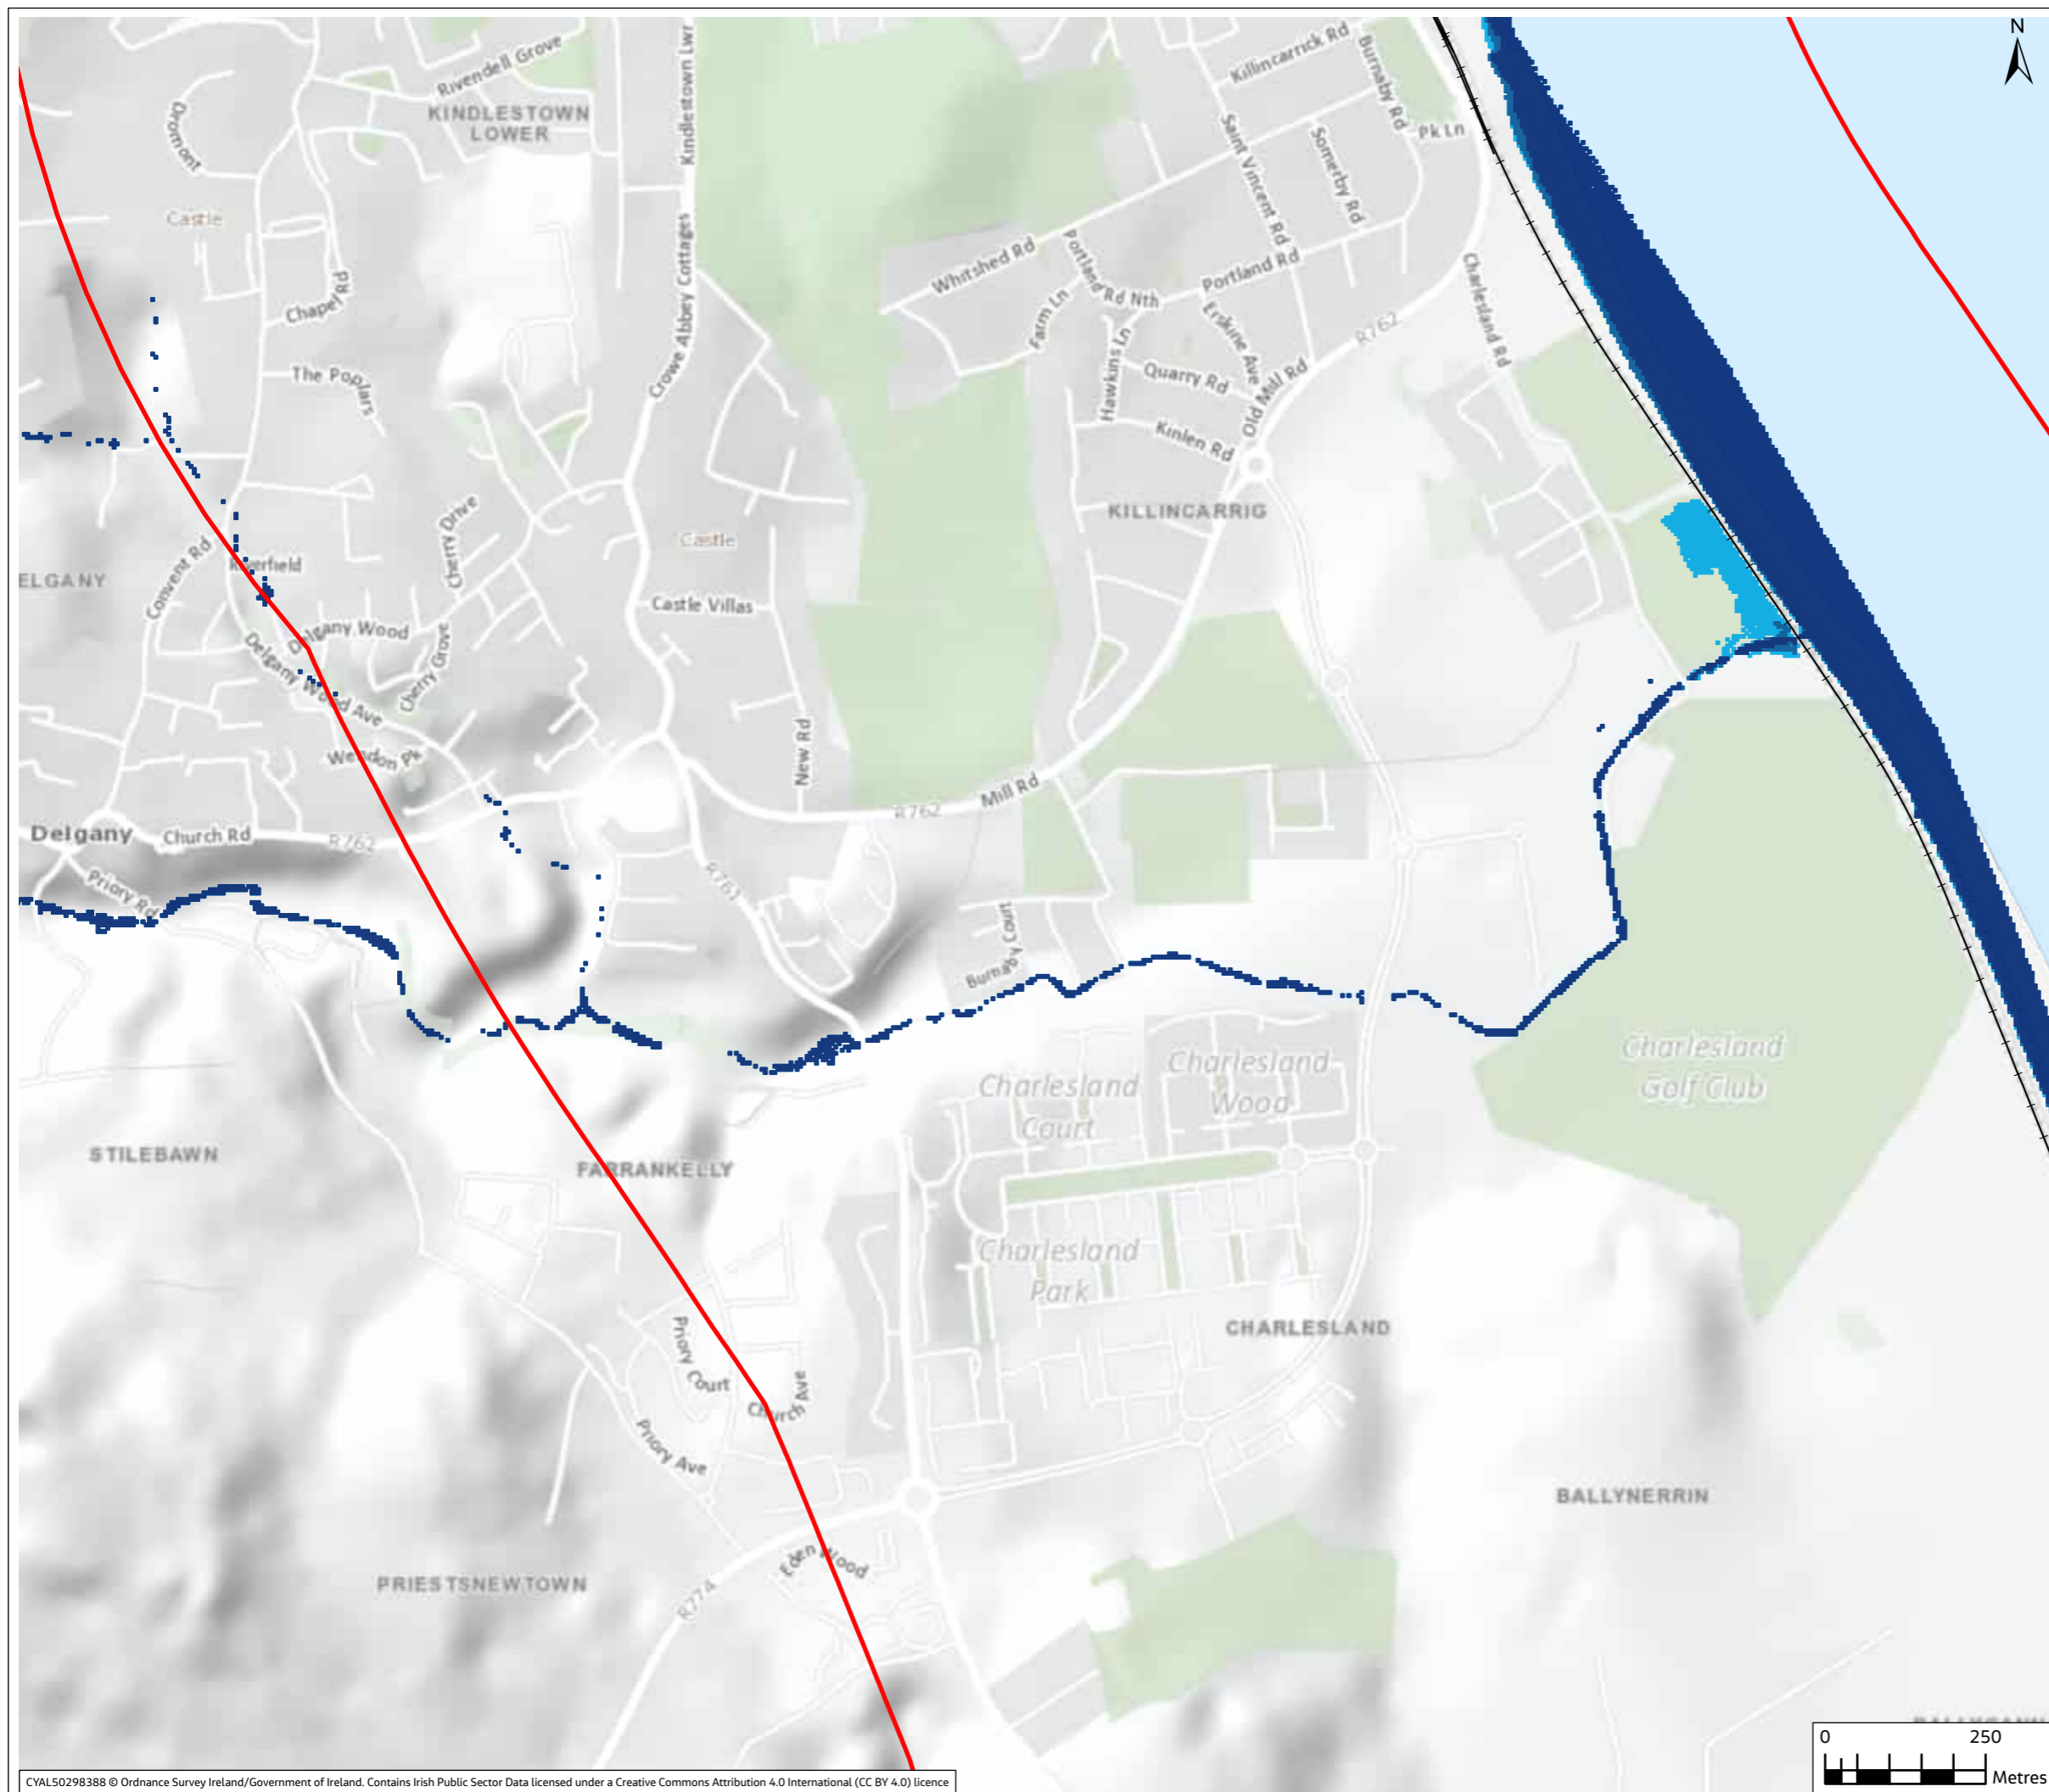 N
Rivendell Grove
Killincarrick Rd
Burnaby Rd
Pk Ln
KINDLESTOWN
LOWER
Kindlestown Lwr
Dromont
Saint Vincent Rd
Somerby Rd
Castle
Crowe Abbey Cottages
Whitshed Rd
Portland Rd Nth
Portland Rd
Charlesland Rd
Chapel Rd
Farm Ln
Hawkins Ln
Erskine Ave
R762
The Poplars
Quarry Rd
Old Mill Rd
Kinlen Rd
KILLINCARRIG
Cherry Drive
Castle
Convent Rd
ELGANY
Castle Villas
Delgany Wood
Delgany Wood Ave
Cherry Grove
New Rd
Mill Rd
R762
Delgany
Church Rd
R762
Priory Rd
R761
Burnaby Court
Charlesland
Golf Club
Charlesland
Court
Charlesland
Wood
STILEBAWN
FARRANKELLY
Charlesland
Park
CHARLESLAND
Priory Court
Church Ave
Priory Ave
BALLYNERRIN
Eden Wood
PRIESTSNEWTOWN
R774
0 250
Metres
CYAL50298388 © Ordnance Survey Ireland/Government of Ireland. Contains Irish Public Sector Data licensed under a Creative Commons Attribution 4.0 International (CC BY 4.0) licence